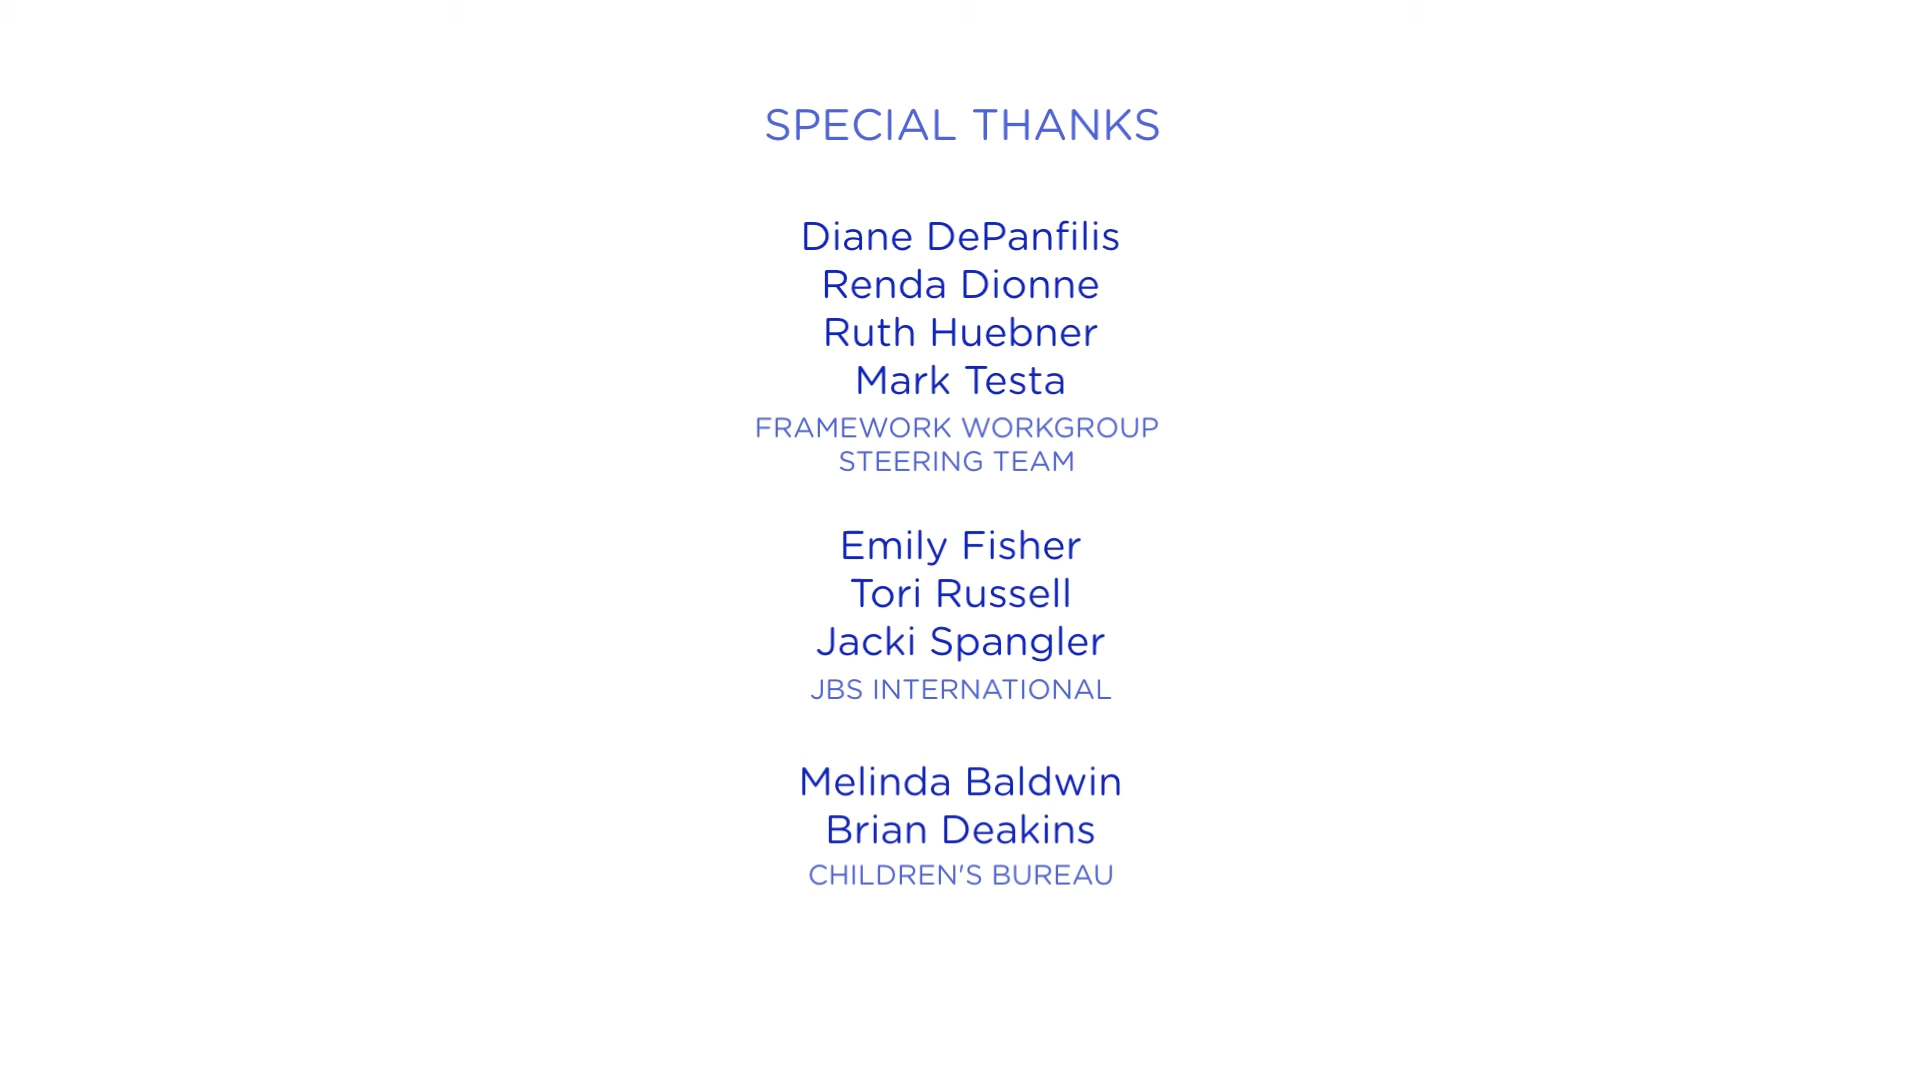 SPECIAL THANKS
Diane DePanfilis
Renda Dionne
Ruth Huebner
Mark Testa
FRAMEWORK WORKGROUP
STEERING TEAM
Emily Fisher
Tori Russell
Jacki Spangler
JBS INTERNATIONAL
Melinda Baldwin
Brian Deakins
CHILDREN'S BUREAU